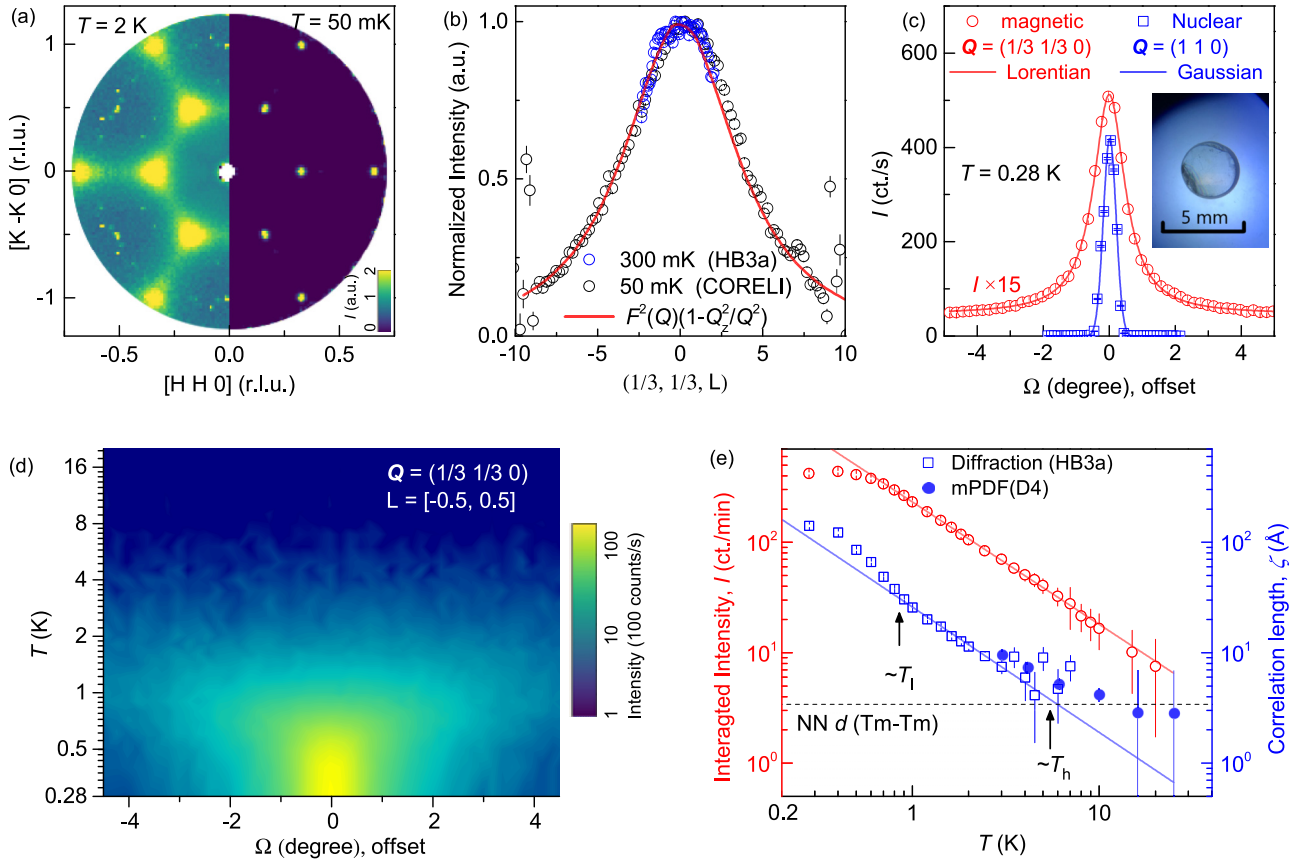 (a)
T = 2 K
T = 50 mK
1
0
-1
[K -K 0] (r.l.u.)
-0.5
0.0
0.5
[H H 0] (r.l.u.)
I (a.u.)
2
1
0
(b)
1.0
0.5
0.0
Normalized Intensity (a.u.)
300 mK (HB3a)
50 mK (CORELI)
F²(Q)(1-Q_z²/Q²)
-10
-5
0
5
10
(1/3, 1/3, L)
(c)
magnetic
Nuclear
Q = (1/3 1/3 0)
Q = (1 1 0)
Lorentian
Gaussian
600
400
200
0
I (ct./s)
T = 0.28 K
5 mm
I ×15
-4
-2
0
2
4
Ω (degree), offset
(d)
Q = (1/3 1/3 0)
L = [-0.5, 0.5]
16
8
4
2
1
0.5
0.28
T (K)
-4
-2
0
2
4
Ω (degree), offset
100
10
1
Intensity (100 counts/s)
(e)
Diffraction (HB3a)
mPDF(D4)
10²
10¹
10⁰
Interagted Intensity, I (ct./min)
~T_l
~T_h
NN d (Tm-Tm)
10²
10¹
10⁰
Correlation length, ζ (Å)
0.2
1
10
T (K)